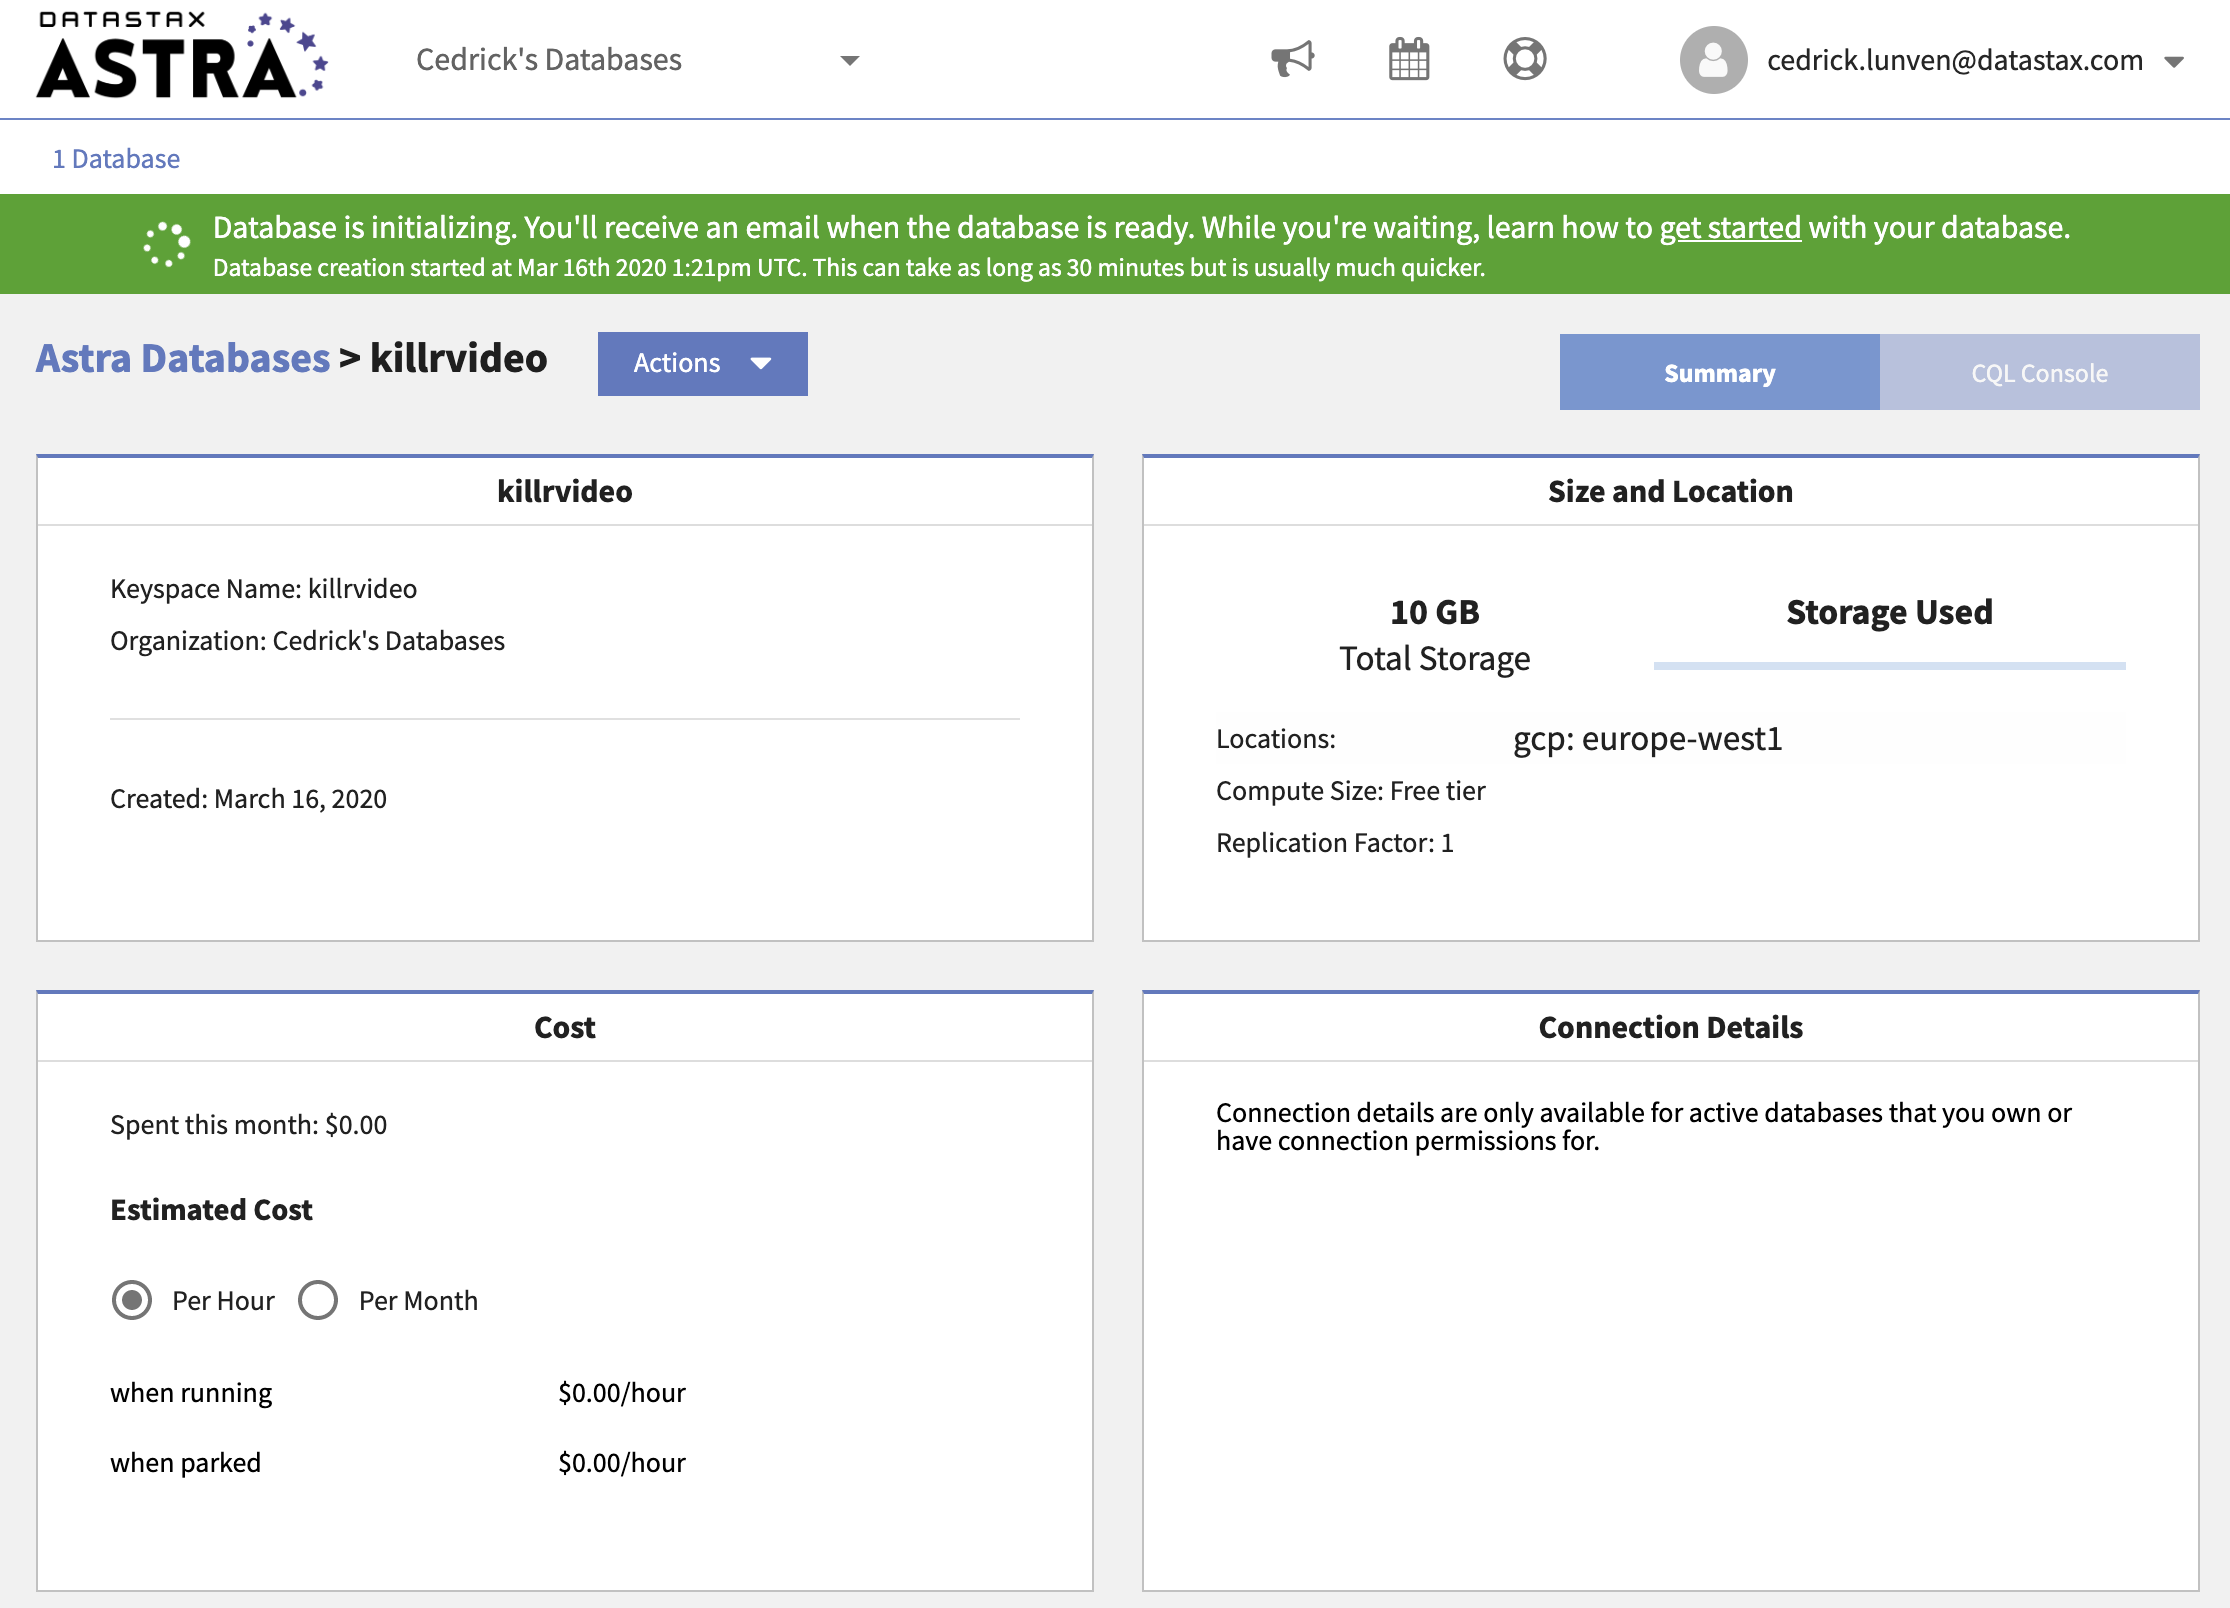 DATASTAX
ASTRA
Cedrick's Databases
cedrick.lunven@datastax.com
1 Database
Database is initializing. You'll receive an email when the database is ready. While you're waiting, learn how to get started with your database.
Database creation started at Mar 16th 2020 1:21pm UTC. This can take as long as 30 minutes but is usually much quicker.
Astra Databases > killrvideo
Actions
Summary
CQL Console
killrvideo
Keyspace Name: killrvideo
Organization: Cedrick's Databases
Created: March 16, 2020
Size and Location
10 GB
Total Storage
Storage Used
Locations: gcp: europe-west1
Compute Size: Free tier
Replication Factor: 1
Cost
Spent this month: $0.00
Estimated Cost
Per Hour
Per Month
when running $0.00/hour
when parked $0.00/hour
Connection Details
Connection details are only available for active databases that you own or
have connection permissions for.